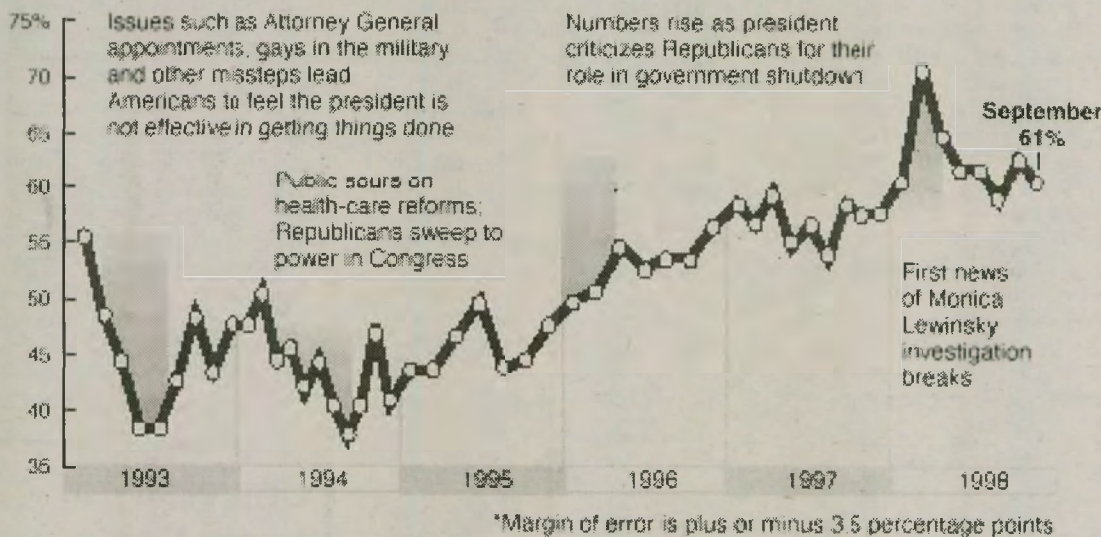 75%
70
65
60
55
50
45
40
35
Issues such as Attorney General
appointments, gays in the military
and other missteps lead
Americans to feel the president is
not effective in getting things done
Public sours on
health-care reforms;
Republicans sweep to
power in Congress
Numbers rise as president
criticizes Republicans for their
role in government shutdown
September
61%
First news
of Monica
Lewinsky
investigation
breaks
1993
1994
1995
1996
1997
1998
*Margin of error is plus or minus 3.5 percentage points